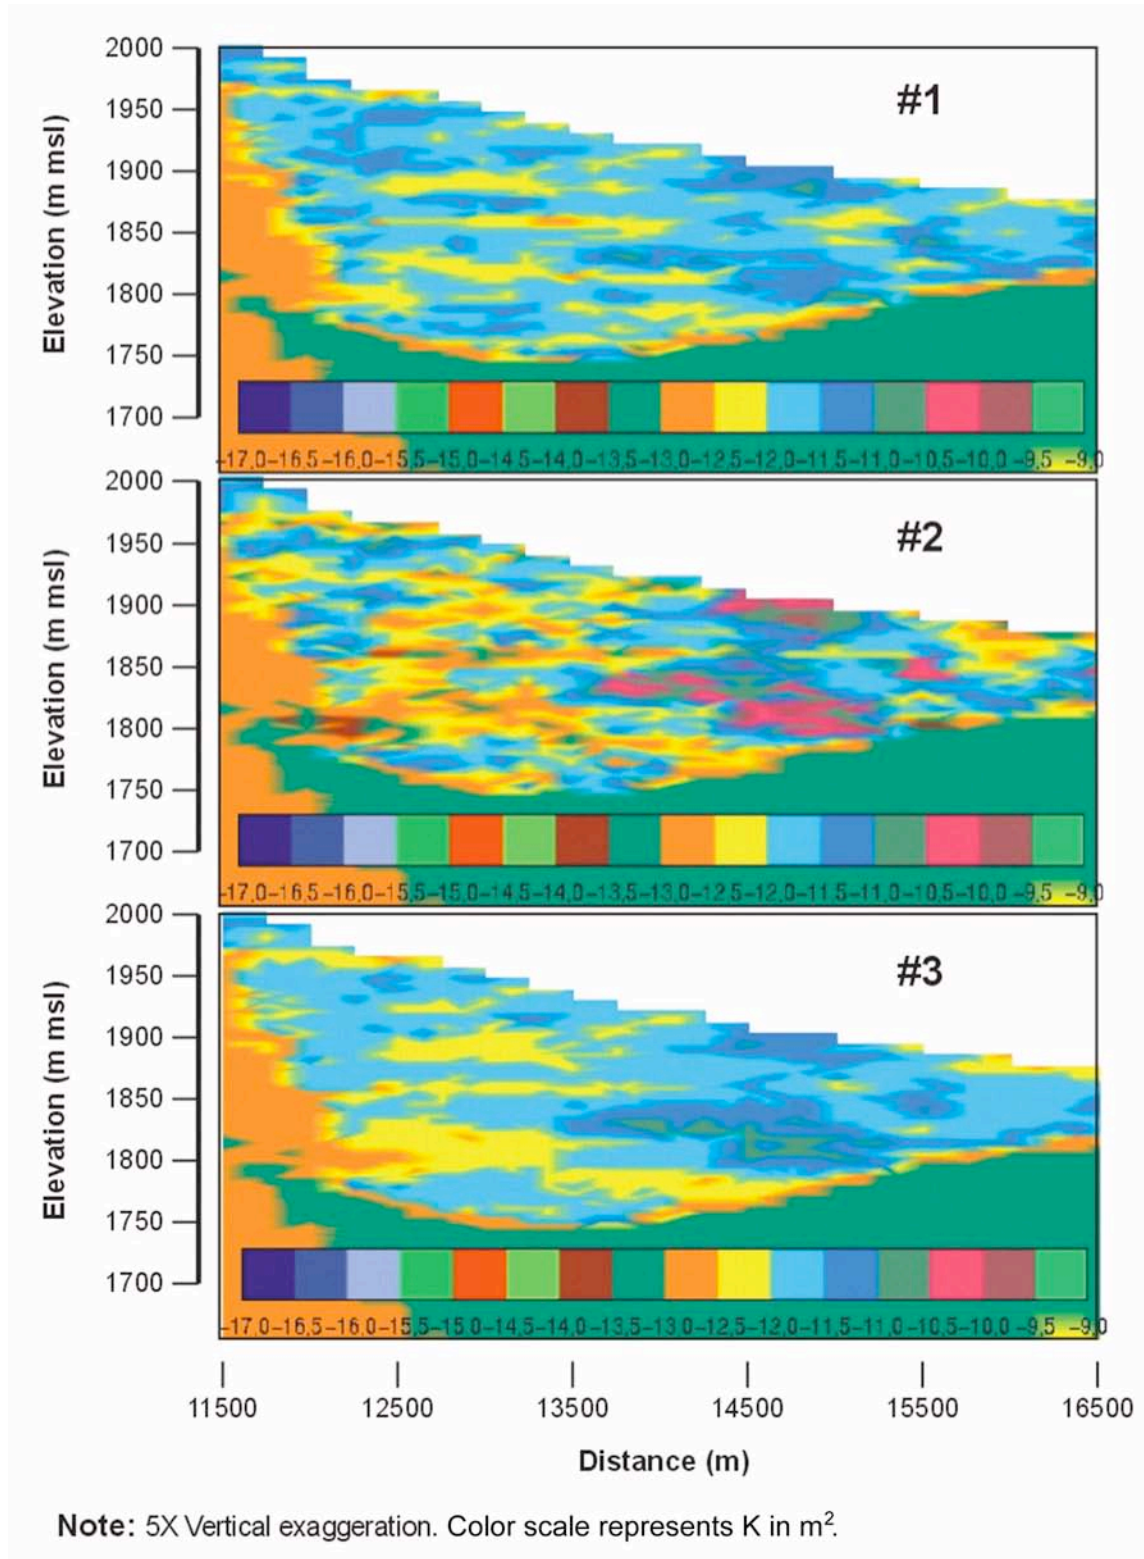 2000
#1
1950
1900
Elevation (m msl)
1850
1800
1750
1700
-17.0-16.5-16.0-15.5-15.0-14.5-14.0-13.5-13.0-12.5-12.0-11.5-11.0-10.5-10.0 -9.5 -9.0
2000
#2
1950
1900
Elevation (m msl)
1850
1800
1750
1700
-17.0-16.5-16.0-15.5-15.0-14.5-14.0-13.5-13.0-12.5-12.0-11.5-11.0-10.5-10.0 -9.5 -9.0
2000
#3
1950
1900
Elevation (m msl)
1850
1800
1750
1700
-17.0-16.5-16.0-15.5-15.0-14.5-14.0-13.5-13.0-12.5-12.0-11.5-11.0-10.5-10.0 -9.5 -9.0
11500 12500 13500 14500 15500 16500
Distance (m)
Note: 5X Vertical exaggeration. Color scale represents K in m².